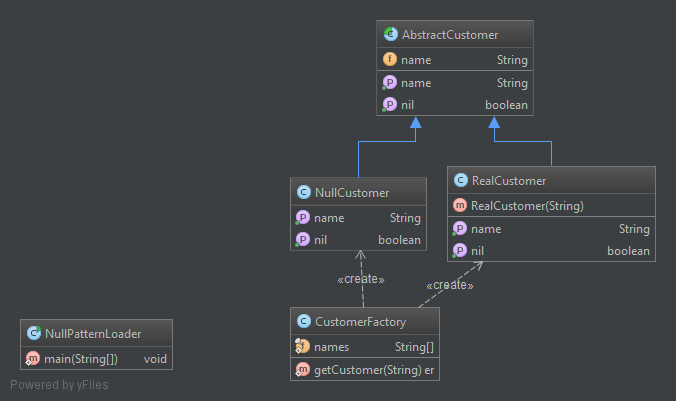 AbstractCustomer
f name String
P name String
P nil boolean
C NullCustomer
P name String
P nil boolean
C RealCustomer
m RealCustomer(String)
P name String
P nil boolean
«create»
«create»
C CustomerFactory
f names String[]
m getCustomer(String) er
C NullPatternLoader
m main(String[]) void
Powered by yFiles